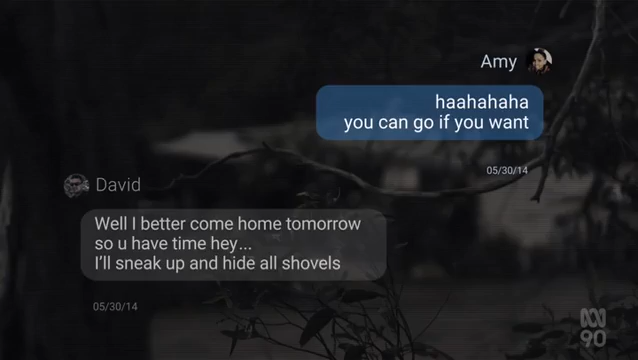 Amy
haahahaha
you can go if you want
05/30/14
David
Well I better come home tomorrow
so u have time hey...
I'll sneak up and hide all shovels
05/30/14
90